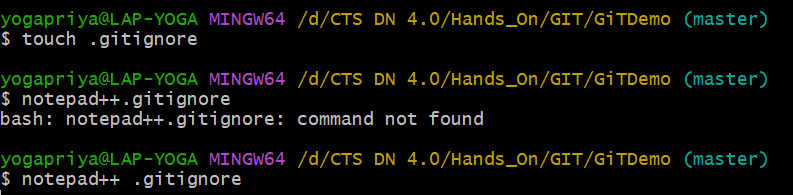 yogapriya@LAP-YOGA MINGW64 /d/CTS DN 4.0/Hands_On/GIT/GiTDemo (master)
$ touch .gitignore
yogapriya@LAP-YOGA MINGW64 /d/CTS DN 4.0/Hands_On/GIT/GiTDemo (master)
$ notepad++.gitignore
bash: notepad++.gitignore: command not found
yogapriya@LAP-YOGA MINGW64 /d/CTS DN 4.0/Hands_On/GIT/GiTDemo (master)
$ notepad++ .gitignore